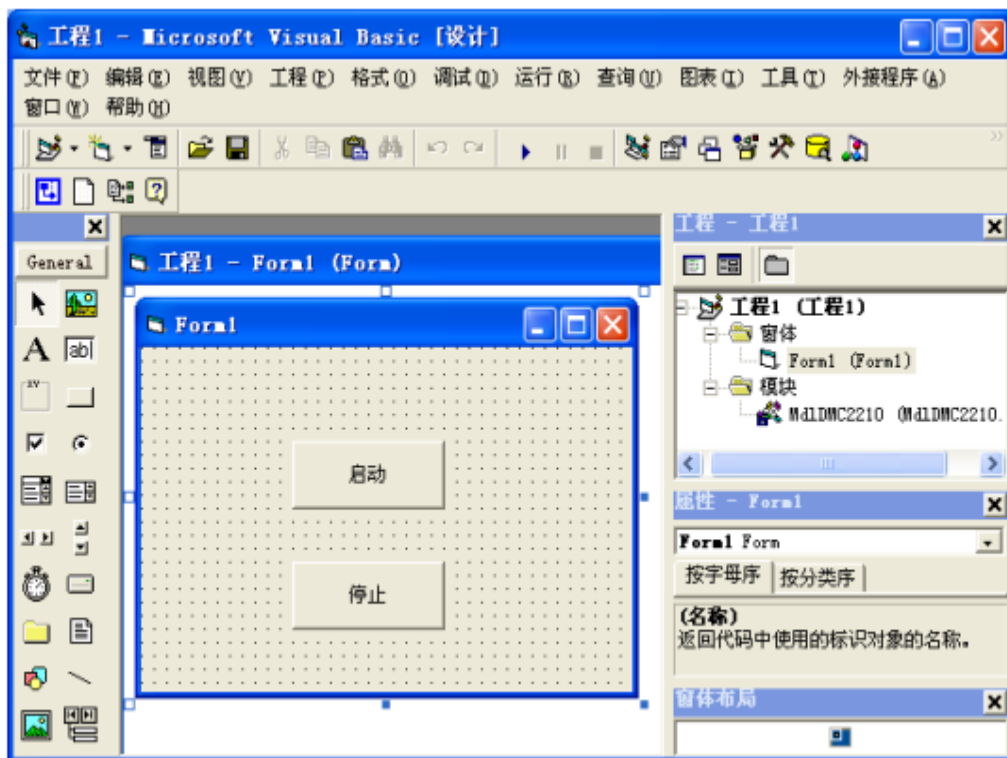 工程1 - Microsoft Visual Basic [设计]
文件(F) 编辑(E) 视图(V) 工程(P) 格式(O) 调试(D) 运行(R) 查询(U) 图表(I) 工具(T) 外接程序(A)
窗口(W) 帮助(H)
工程 - 工程1
General
工程1 - Form1 (Form)
工程1 (工程1)
窗体
Form1 (Form1)
模块
MdlDMC2210 (MdlDMC2210.
Form1
启动
停止
属性 - Form1
Form1 Form
按字母序 按分类序
(名称)
返回代码中使用的标识对象的名称。
窗体布局